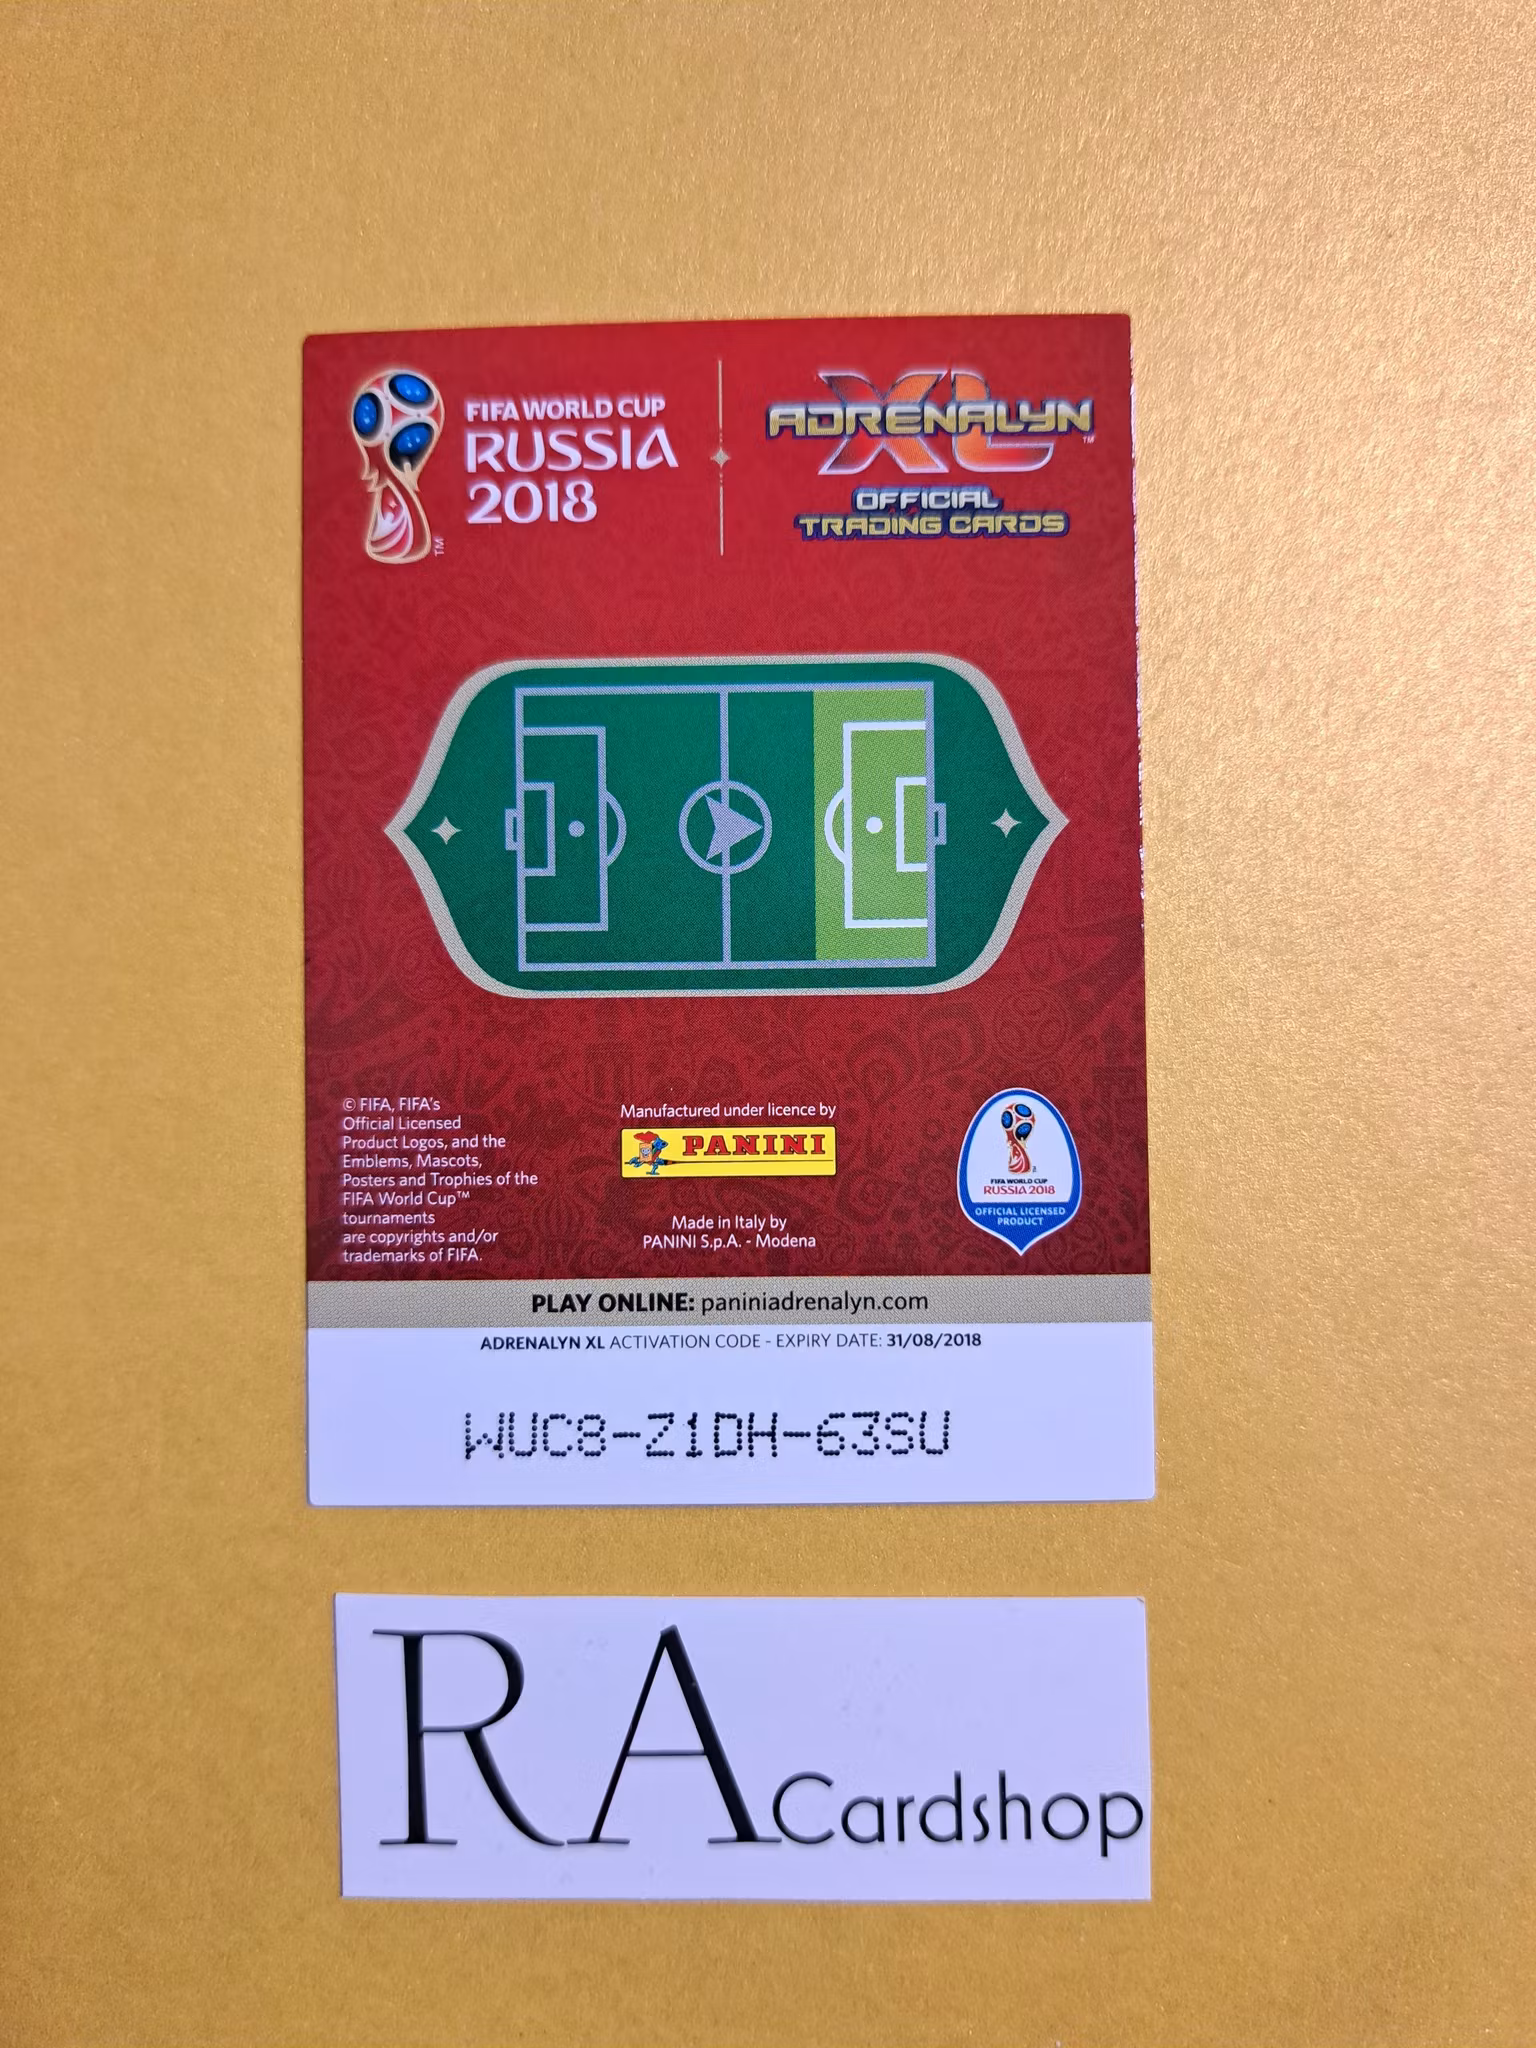 FIFA WORLD CUP
RUSSIA
2018
TM
XL
ADRENALYN
TM
OFFICIAL
TRADING CARDS
© FIFA, FIFA's
Official Licensed
Product Logos, and the
Emblems, Mascots,
Posters and Trophies of the
FIFA World Cup™
tournaments
are copyrights and/or
trademarks of FIFA.
Manufactured under licence by
PANINI
Made in Italy by
PANINI S.p.A. - Modena
FIFA WORLD CUP
RUSSIA 2018
OFFICIAL LICENSED
PRODUCT
PLAY ONLINE: paniniadrenalyn.com
ADRENALYN XL ACTIVATION CODE - EXPIRY DATE: 31/08/2018
WUC8-Z1DH-63SU
RA Cardshop